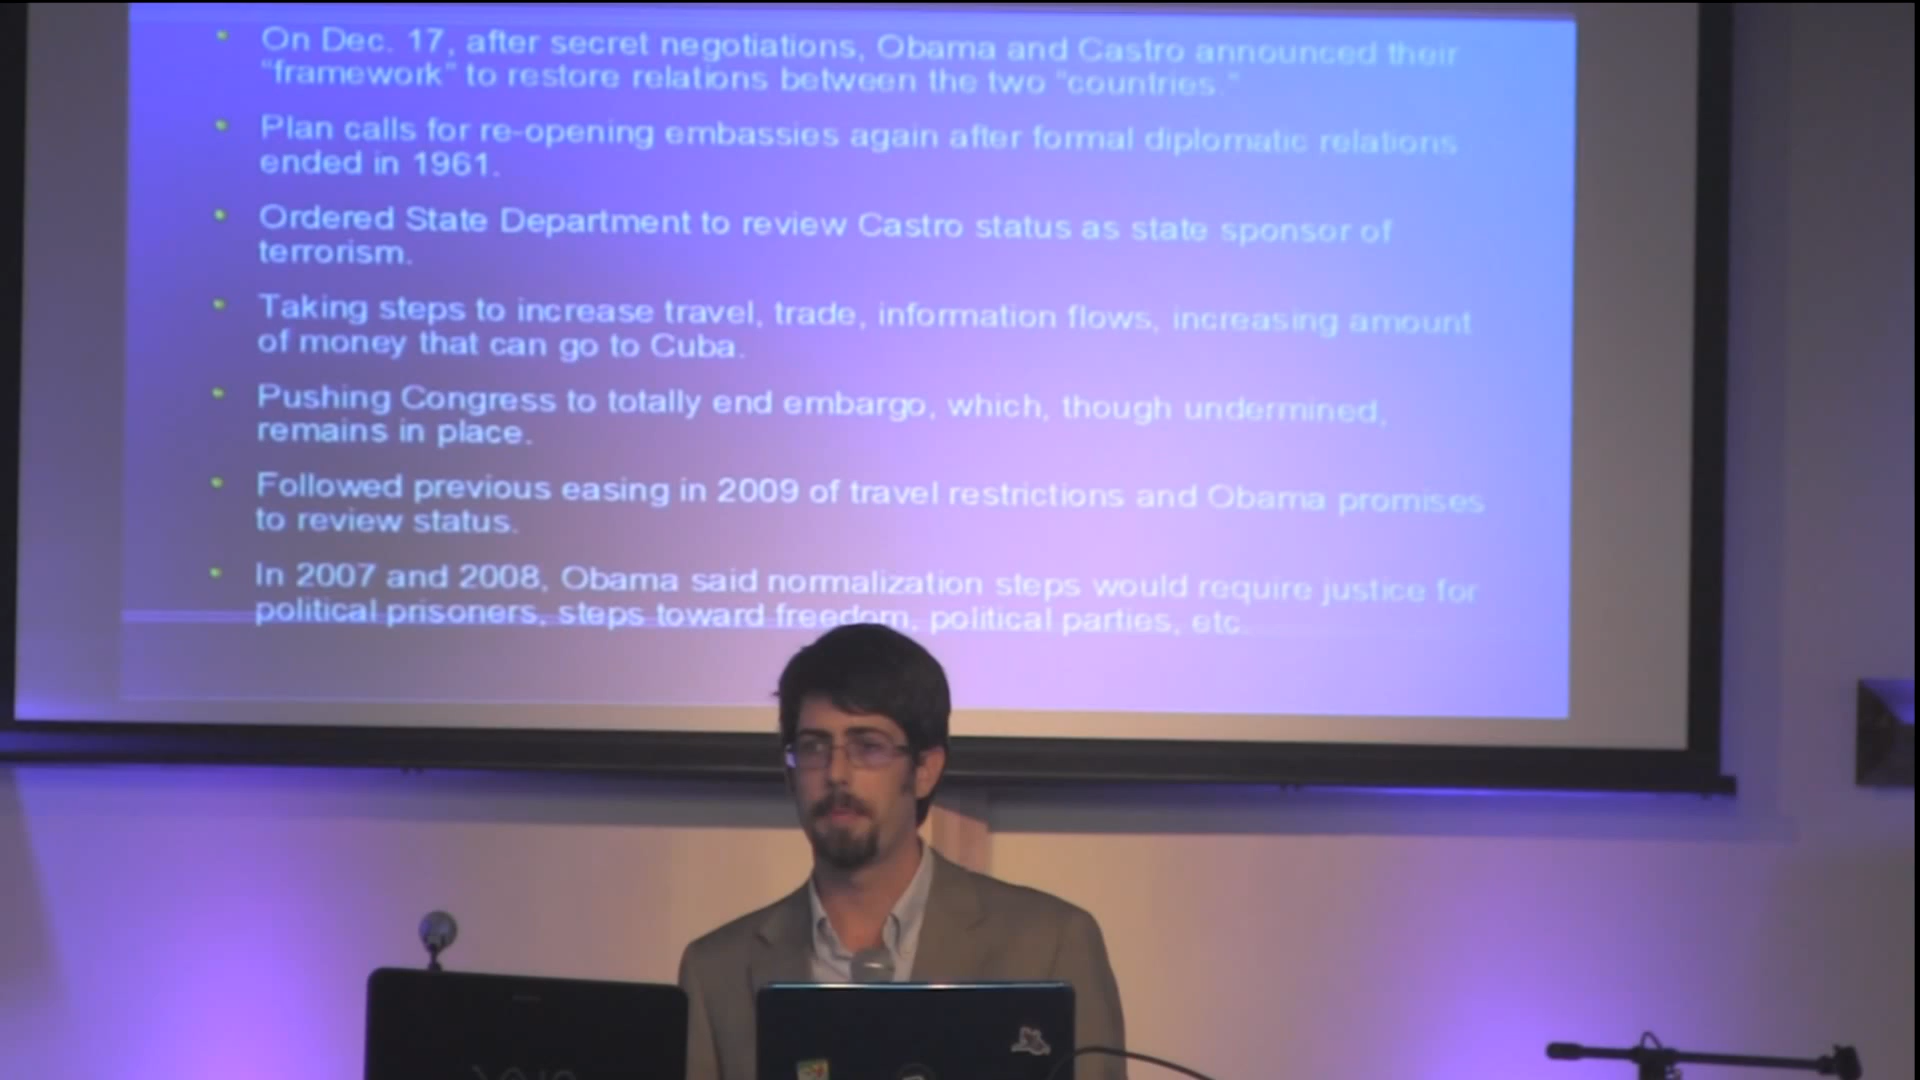 On Dec. 17, after secret negotiations, Obama and Castro announced their
"framework" to restore relations between the two "countries."
Plan calls for re-opening embassies again after formal diplomatic relations
ended in 1961.
Ordered State Department to review Castro status as state sponsor of
terrorism.
Taking steps to increase travel, trade, information flows, increasing amount
of money that can go to Cuba.
Pushing Congress to totally end embargo, which, though undermined,
remains in place.
Followed previous easing in 2009 of travel restrictions and Obama promises
to review status.
In 2007 and 2008, Obama said normalization steps would require justice for
political prisoners, steps toward freedom, political parties, etc.
VAIO